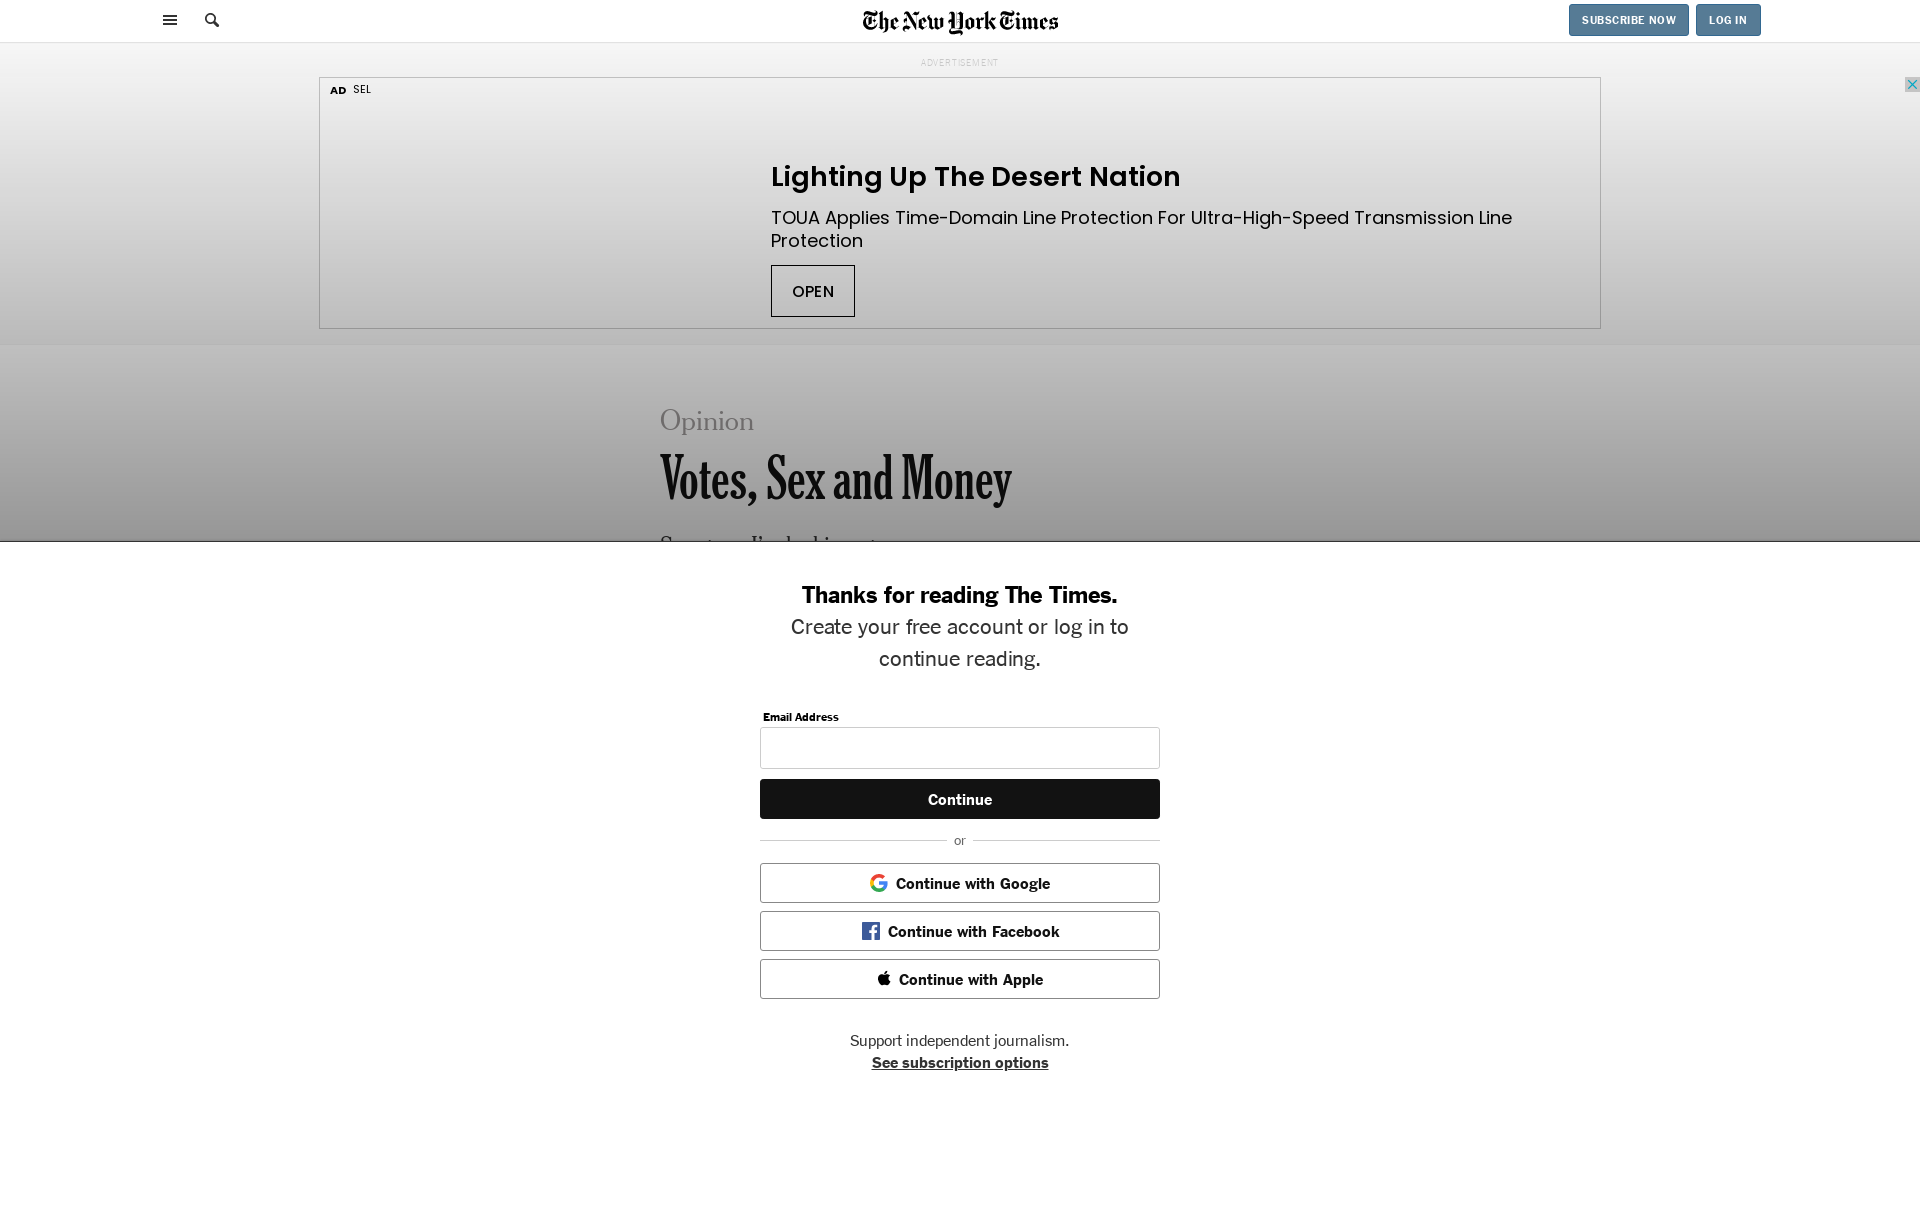 The New York Times
SUBSCRIBE NOW
LOG IN
ADVERTISEMENT
AD SEL
Lighting Up The Desert Nation
TOUA Applies Time-Domain Line Protection For Ultra-High-Speed Transmission Line
Protection
OPEN
Opinion
Votes, Sex and Money
Thanks for reading The Times.
Create your free account or log in to
continue reading.
Email Address
Continue
or
Continue with Google
Continue with Facebook
Continue with Apple
Support independent journalism.
See subscription options